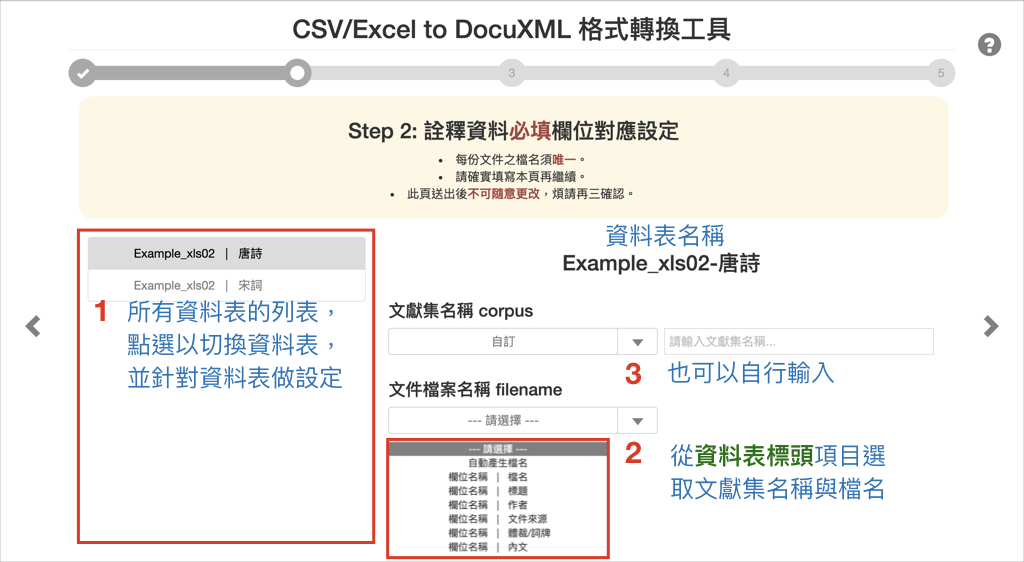 CSV/Excel to DocuXML 格式轉換工具
?
3
4
5
Step 2: 詮釋資料必填欄位對應設定
• 每份文件之檔名須唯一。
• 請確實填寫本頁再繼續。
• 此頁送出後不可隨意更改，煩請再三確認。
Example_xls02 | 唐詩
Example_xls02 | 宋詞
1 所有資料表的列表，
點選以切換資料表，
並針對資料表做設定
資料表名稱
Example_xls02-唐詩
文獻集名稱 corpus
自訂
請輸入文獻集名稱...
3 也可以自行輸入
文件檔案名稱 filename
--- 請選擇 ---
--- 請選擇 ---
自動產生檔名
欄位名稱 | 檔名
欄位名稱 | 標題
欄位名稱 | 作者
欄位名稱 | 文件來源
欄位名稱 | 體裁/詞牌
欄位名稱 | 內文
2 從資料表標頭項目選
取文獻集名稱與檔名